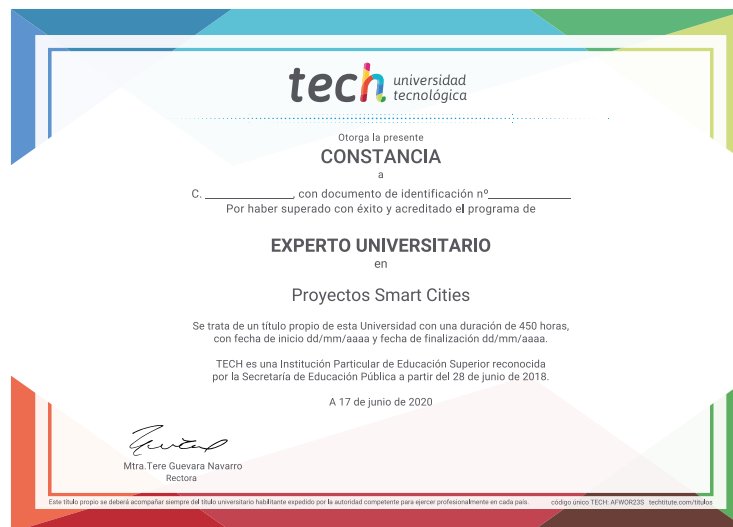 tech universidad
tecnológica
Otorga la presente
CONSTANCIA
a
C. ______________, con documento de identificación nº______________
Por haber superado con éxito y acreditado el programa de
EXPERTO UNIVERSITARIO
en
Proyectos Smart Cities
Se trata de un título propio de esta Universidad con una duración de 450 horas,
con fecha de inicio dd/mm/aaaa y fecha de finalización dd/mm/aaaa.
TECH es una Institución Particular de Educación Superior reconocida
por la Secretaría de Educación Pública a partir del 28 de junio de 2018.
A 17 de junio de 2020
Mtra.Tere Guevara Navarro
Rectora
Este título propio se deberá acompañar siempre del título universitario habilitante expedido por la autoridad competente para ejercer profesionalmente en cada país. código único TECH: AFWOR23S techtitute.com/títulos